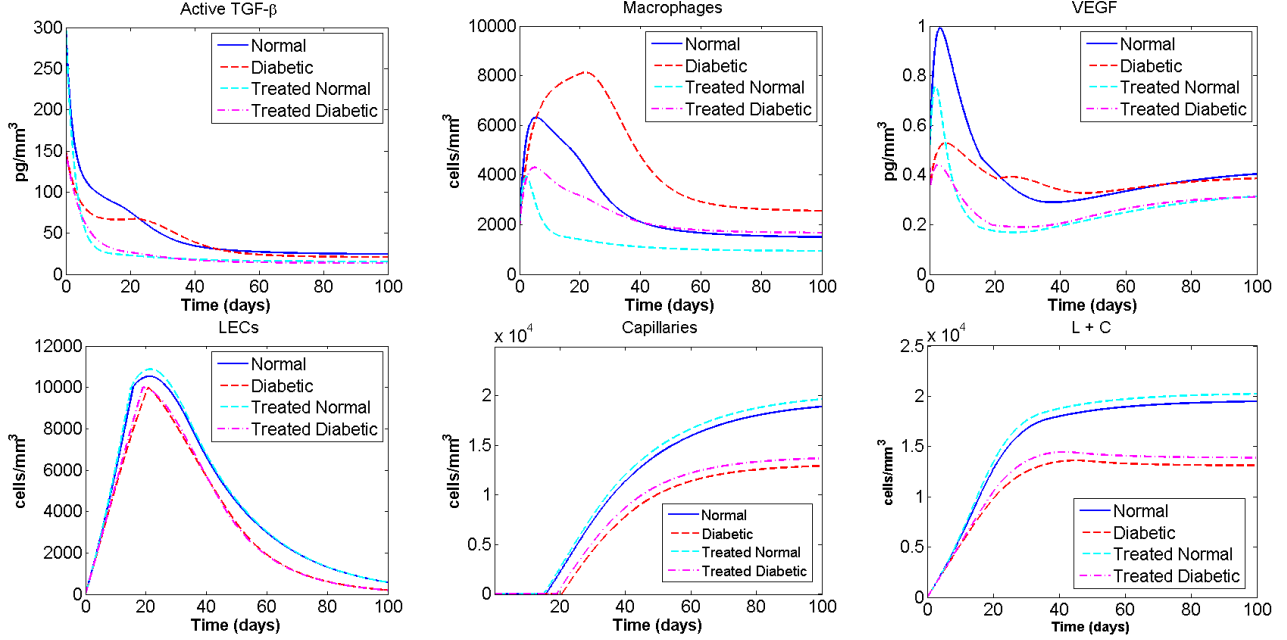 Active TGF-β
300
250
200
150
100
50
0
pg/mm³
0 20 40 60 80 100
Time (days)
Normal
Diabetic
Treated Normal
Treated Diabetic
Macrophages
10000
8000
6000
4000
2000
0
cells/mm³
0 20 40 60 80 100
Time (days)
Normal
Diabetic
Treated Normal
Treated Diabetic
VEGF
1
0.8
0.6
0.4
0.2
0
pg/mm³
0 20 40 60 80 100
Time (days)
Normal
Diabetic
Treated Normal
Treated Diabetic
LECs
12000
10000
8000
6000
4000
2000
0
cells/mm³
0 20 40 60 80 100
Time (days)
Normal
Diabetic
Treated Normal
Treated Diabetic
Capillaries
x 10⁴
2
1.5
1
0.5
0
cells/mm³
0 20 40 60 80 100
Time (days)
Normal
Diabetic
Treated Normal
Treated Diabetic
L + C
x 10⁴
2.5
2
1.5
1
0.5
0
cells/mm³
0 20 40 60 80 100
Time (days)
Normal
Diabetic
Treated Normal
Treated Diabetic